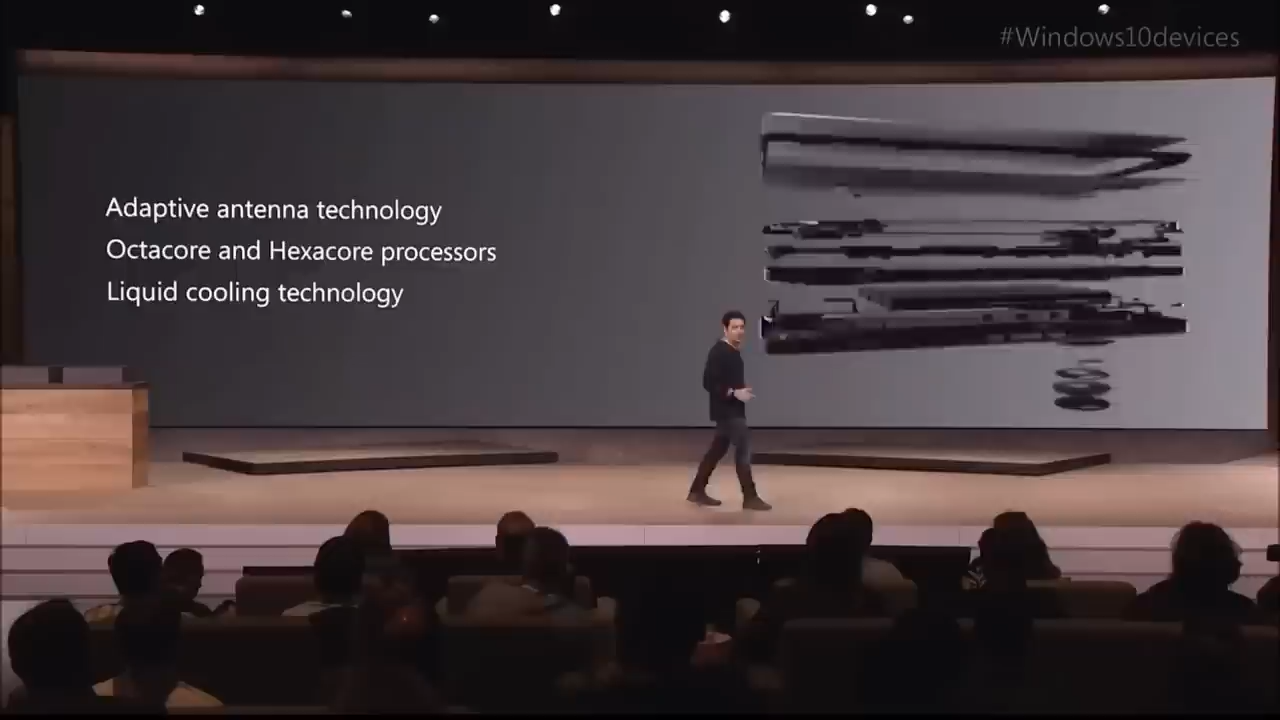 #Windows10devices
Adaptive antenna technology
Octacore and Hexacore processors
Liquid cooling technology